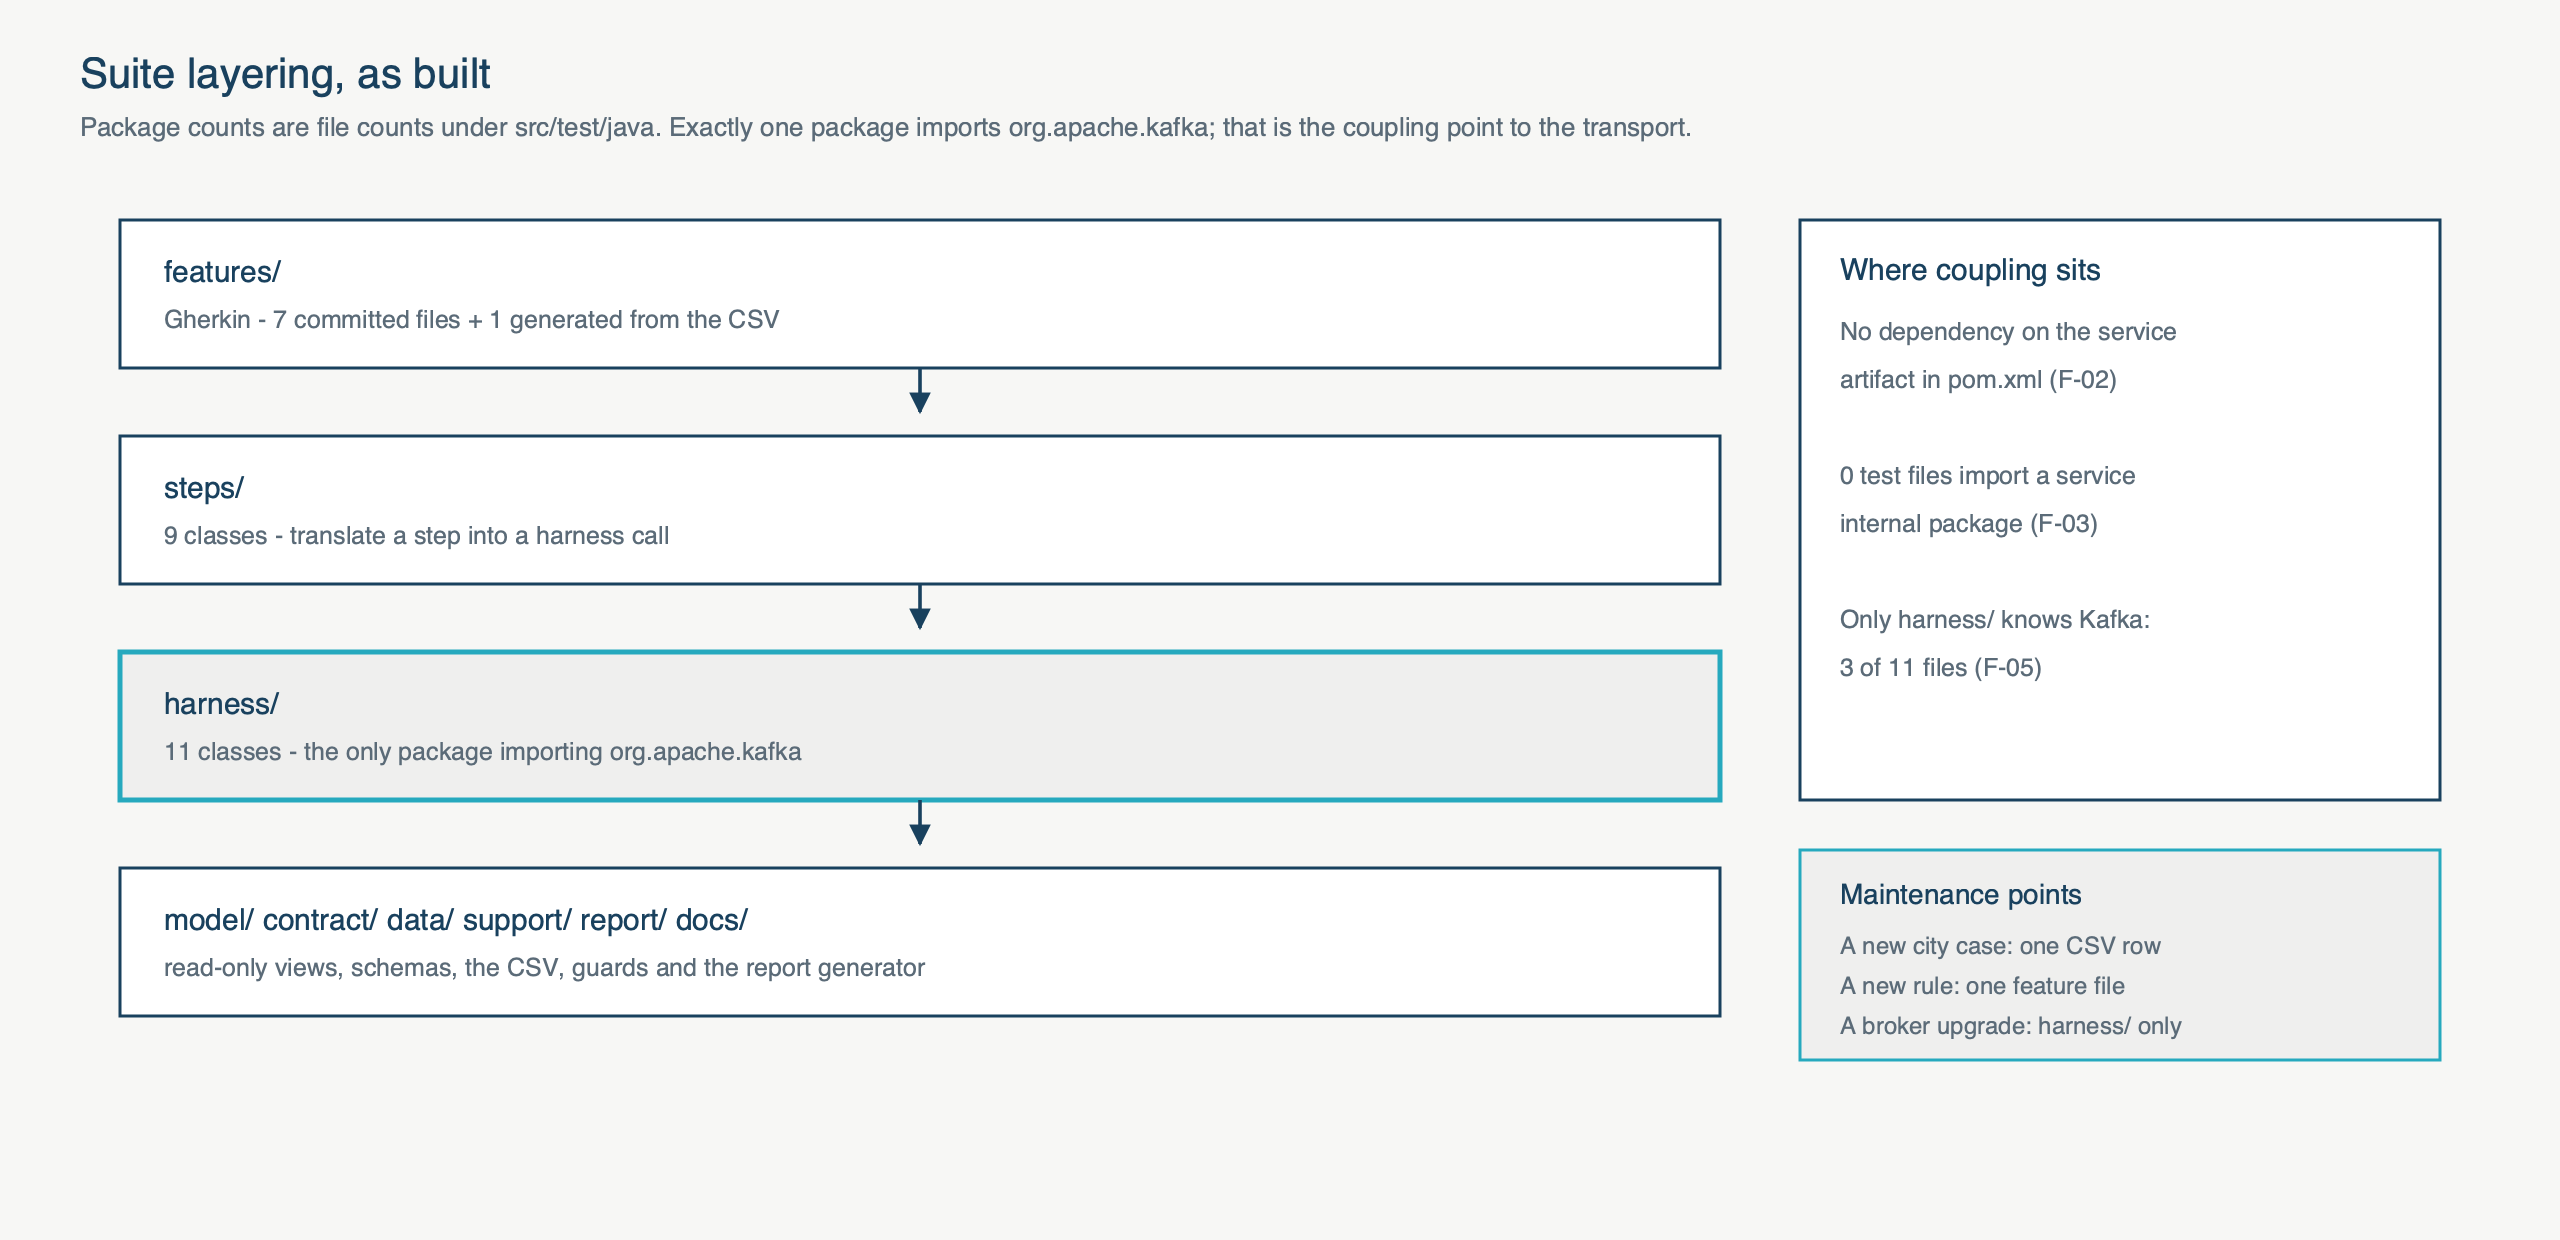 Suite layering, as built
Package counts are file counts under src/test/java. Exactly one package imports org.apache.kafka; that is the coupling point to the transport.
features/
Gherkin - 7 committed files + 1 generated from the CSV
steps/
9 classes - translate a step into a harness call
harness/
11 classes - the only package importing org.apache.kafka
model/ contract/ data/ support/ report/ docs/
read-only views, schemas, the CSV, guards and the report generator
Where coupling sits
No dependency on the service
artifact in pom.xml (F-02)
0 test files import a service
internal package (F-03)
Only harness/ knows Kafka:
3 of 11 files (F-05)
Maintenance points
A new city case: one CSV row
A new rule: one feature file
A broker upgrade: harness/ only